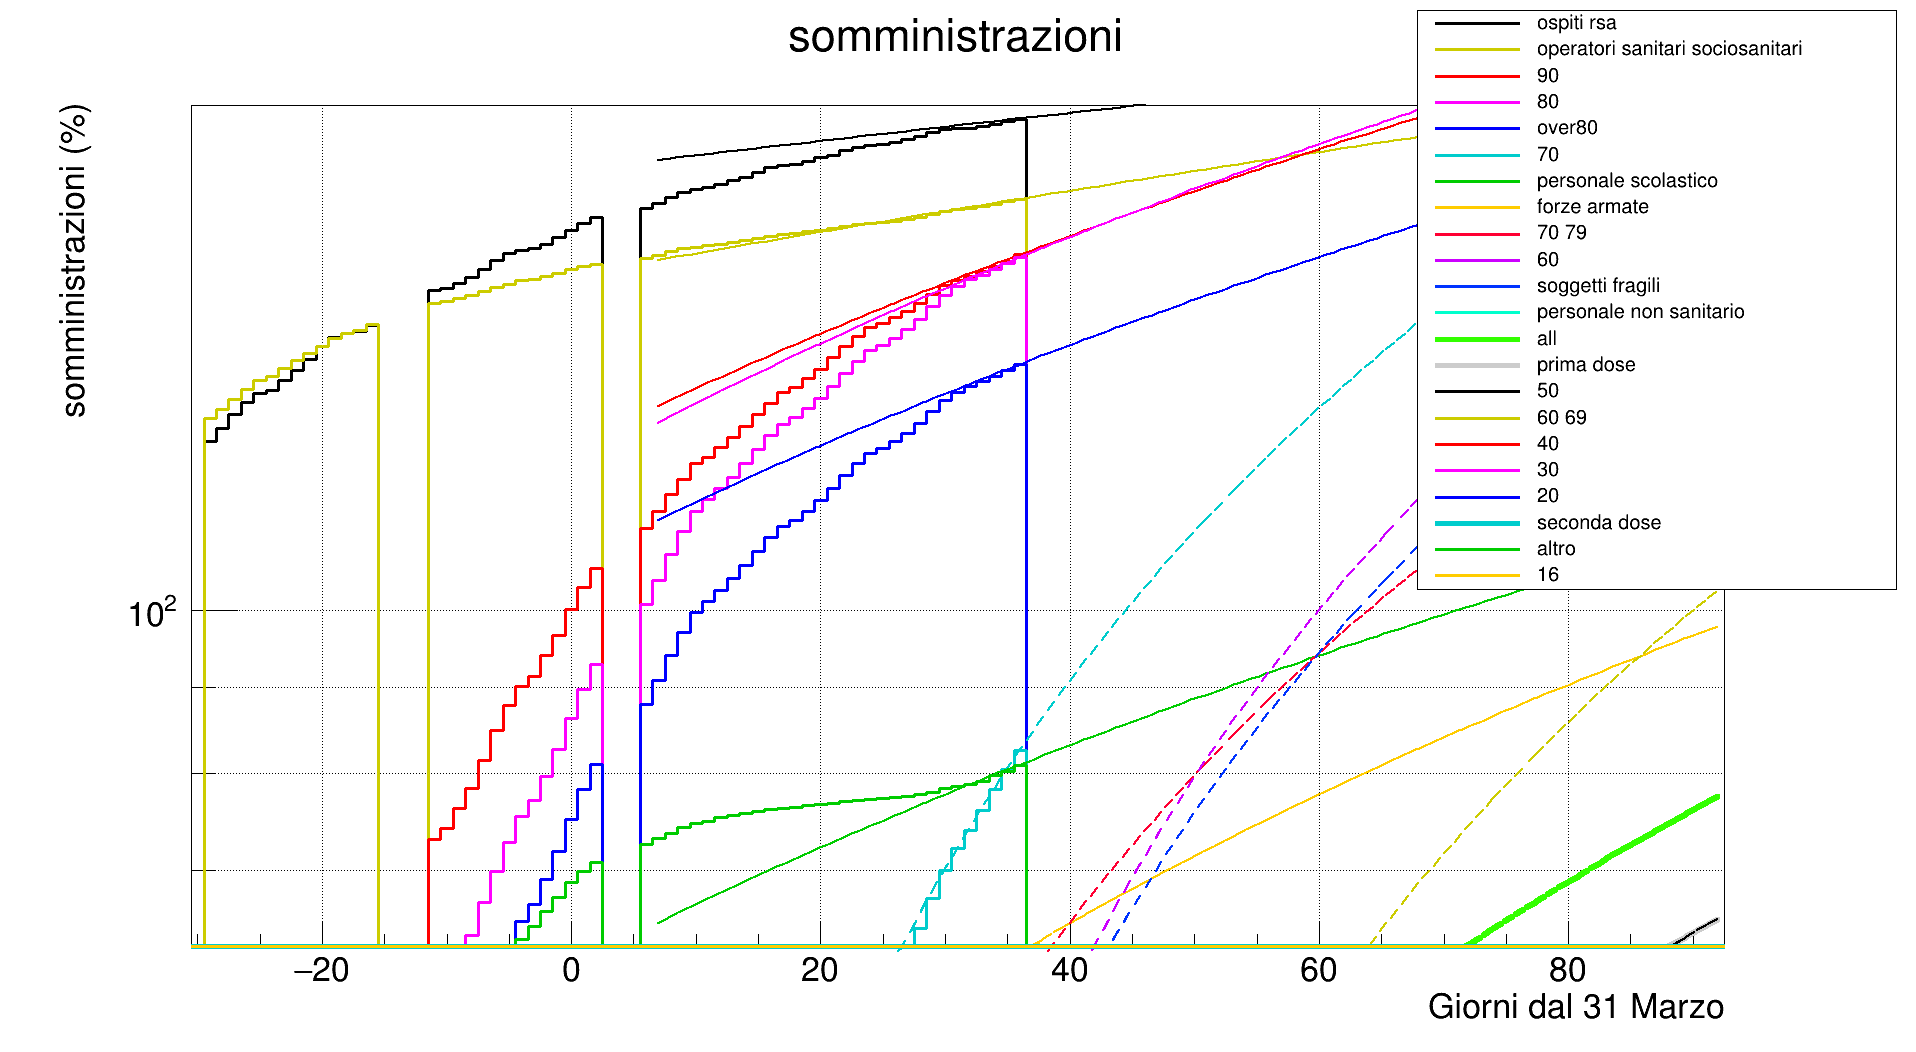 somministrazioni
somministrazioni (%)
10²
−20 0 20 40 60 80
Giorni dal 31 Marzo
ospiti rsa
operatori sanitari sociosanitari
90
80
over80
70
personale scolastico
forze armate
70 79
60
soggetti fragili
personale non sanitario
all
prima dose
50
60 69
40
30
20
seconda dose
altro
16